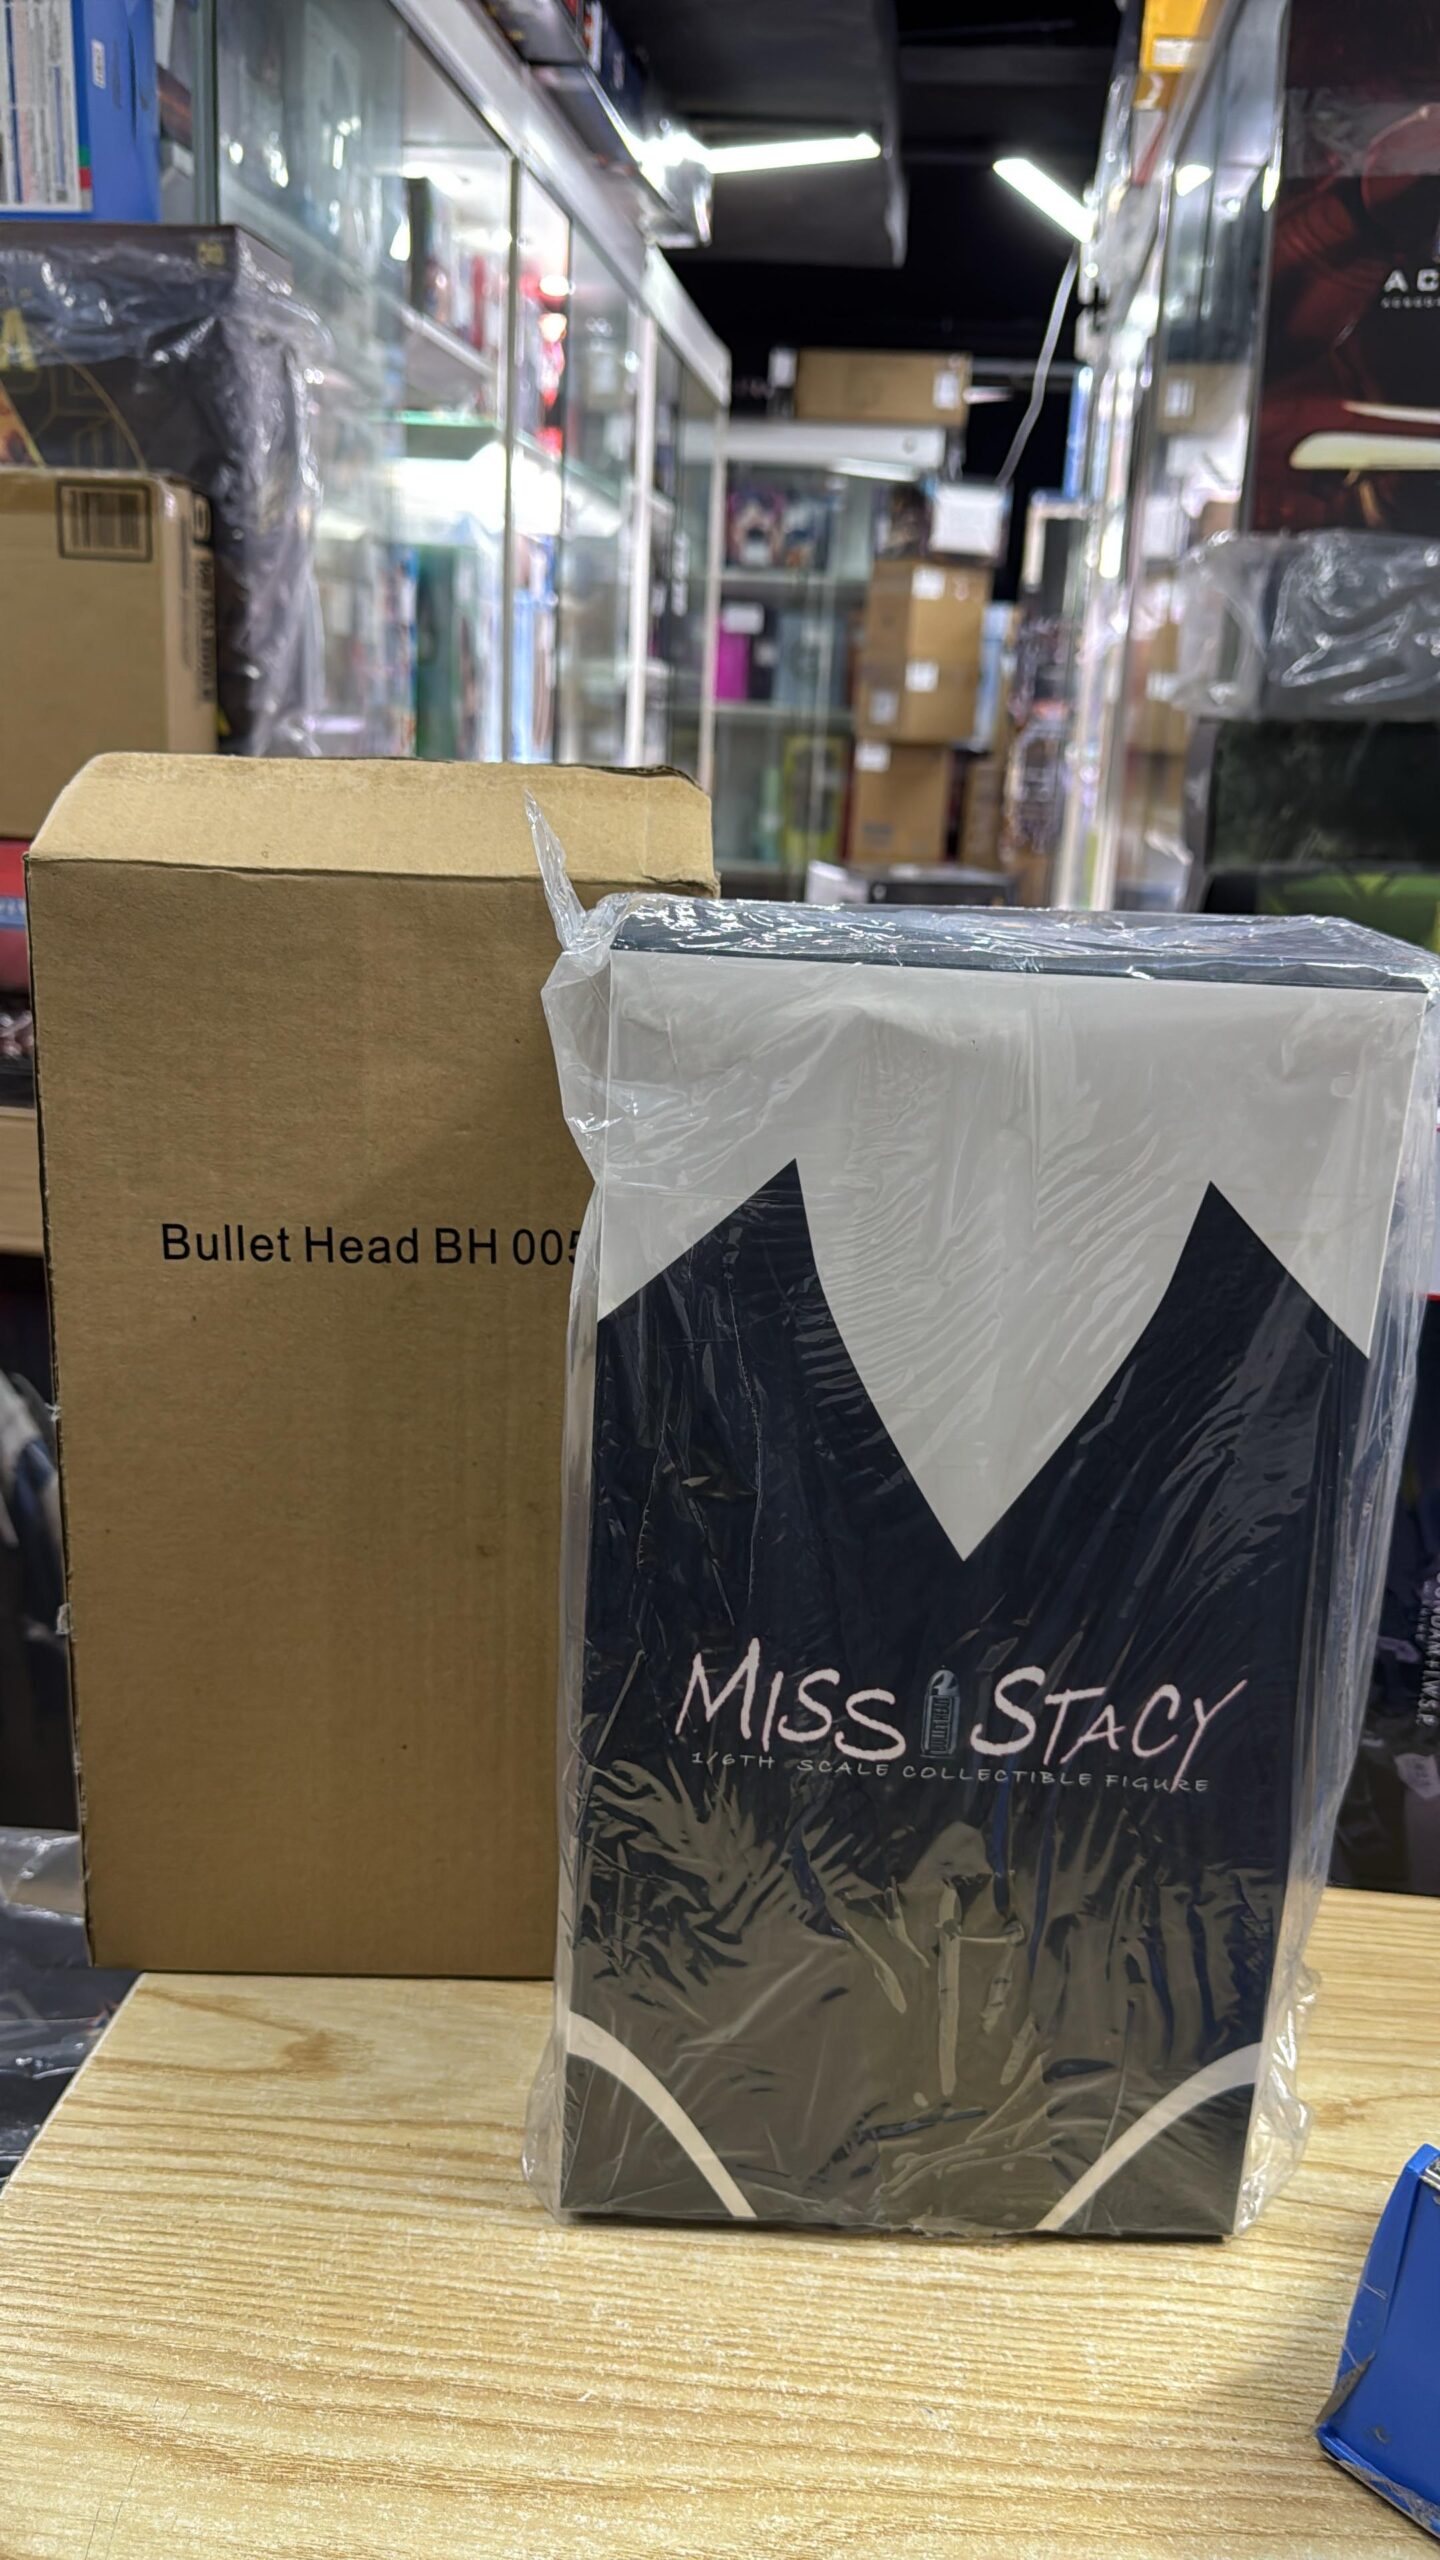 Bullet Head BH 005
MISS STACY
1/6TH SCALE COLLECTIBLE FIGURE